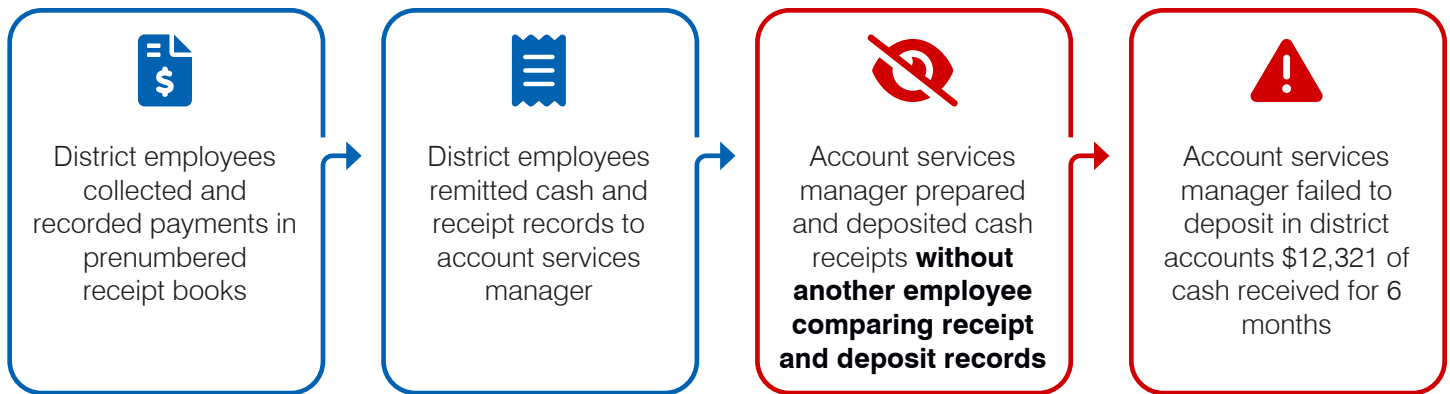 District employees
collected and
recorded payments in
prenumbered
receipt books
District employees
remitted cash and
receipt records to
account services
manager
Account services
manager prepared
and deposited cash
receipts without
another employee
comparing receipt
and deposit records
Account services
manager failed to
deposit in district
accounts $12,321 of
cash received for 6
months